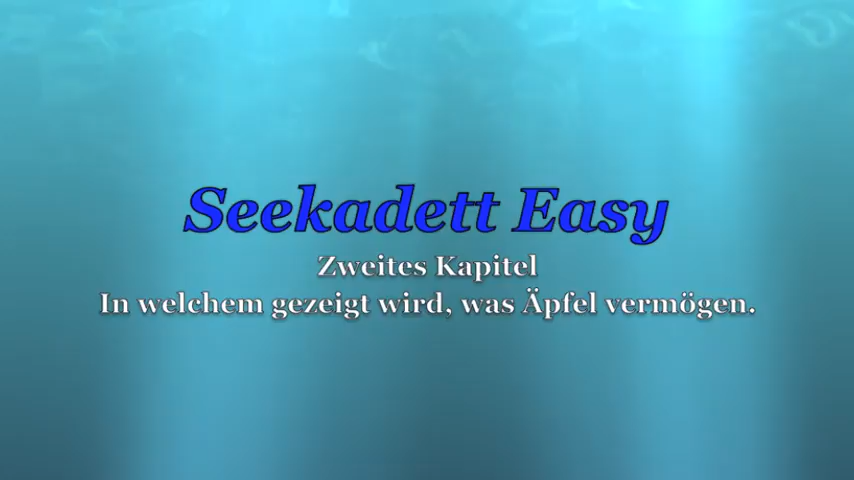 Seekadett Easy
Zweites Kapitel
In welchem gezeigt wird, was Äpfel vermögen.